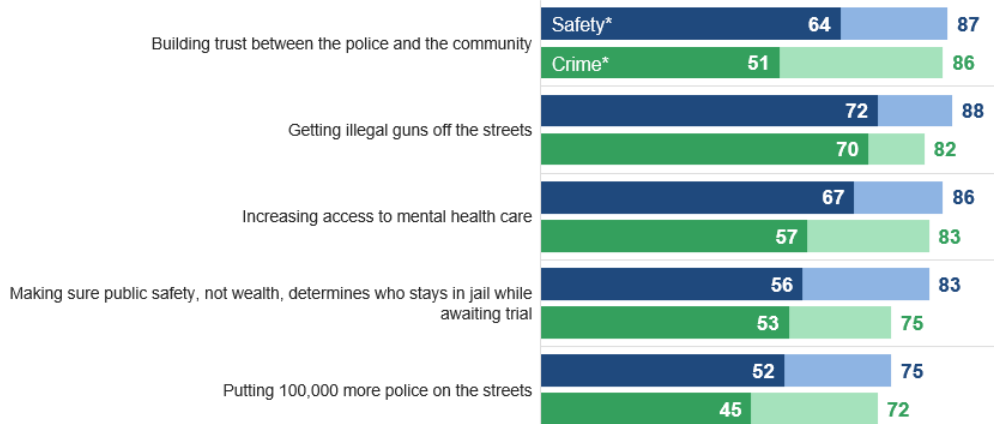 Building trust between the police and the community
Safety* 64 87
Crime* 51 86
Getting illegal guns off the streets
72 88
70 82
Increasing access to mental health care
67 86
57 83
Making sure public safety, not wealth, determines who stays in jail while
awaiting trial
56 83
53 75
Putting 100,000 more police on the streets
52 75
45 72